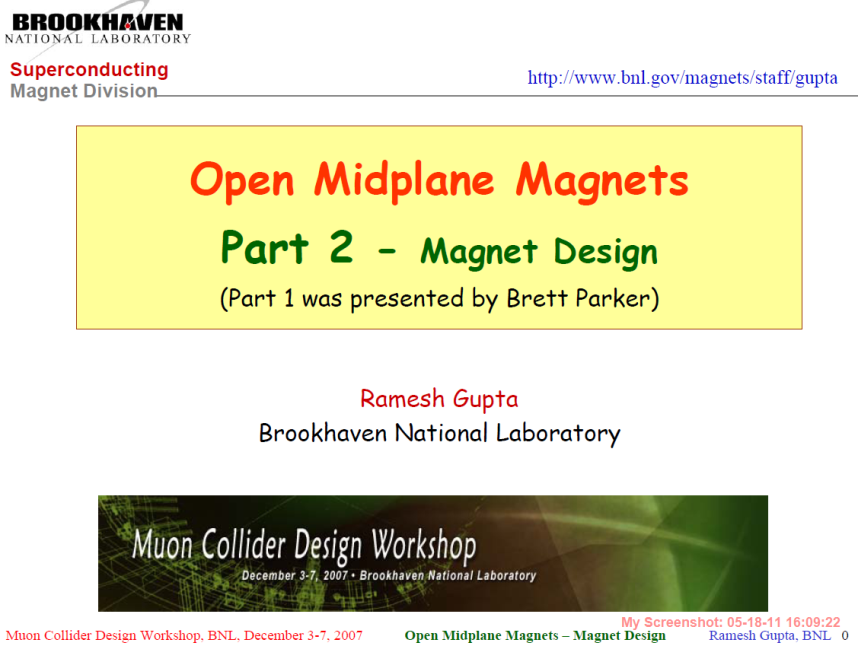 BROOKHAVEN
NATIONAL LABORATORY
Superconducting
Magnet Division
http://www.bnl.gov/magnets/staff/gupta
Open Midplane Magnets
Part 2 - Magnet Design
(Part 1 was presented by Brett Parker)
Ramesh Gupta
Brookhaven National Laboratory
Muon Collider Design Workshop
December 3-7, 2007 • Brookhaven National Laboratory
My Screenshot: 05-18-11 16:09:22
Muon Collider Design Workshop, BNL, December 3-7, 2007 Open Midplane Magnets – Magnet Design Ramesh Gupta, BNL 0